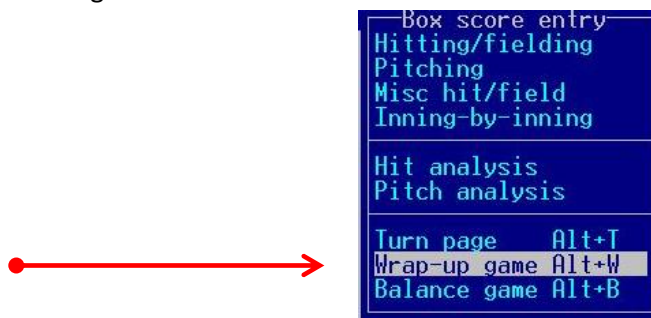 Box score entry
Hitting/fielding
Pitching
Misc hit/field
Inning-by-inning
Hit analysis
Pitch analysis
Turn page Alt+T
Wrap-up game Alt+W
Balance game Alt+B